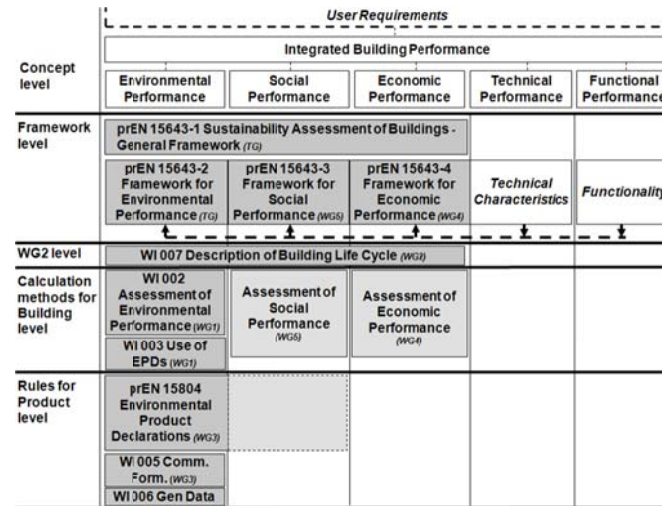 User Requirements
Integrated Building Performance
Concept
level
Environmental
Performance
Social
Performance
Economic
Performance
Technical
Performance
Functional
Performance
Framework
level
prEN 15643-1 Sustainability Assessment of Buildings -
General Framework (TG)
prEN 15643-2
Framework for
Environmental
Performance (TG)
prEN 15643-3
Framework for
Social
Performance (WG5)
prEN 15643-4
Framework for
Economic
Performance (WG4)
Technical
Characteristics
Functionality
WG2 level
WI 007 Description of Building Life Cycle (WG2)
Calculation
methods for
Building
level
WI 002
Assessment of
Environmental
Performance (WG1)
WI 003 Use of
EPDs (WG1)
Assessment of
Social
Performance
(WG5)
Assessment of
Economic
Performance
(WG4)
Rules for
Product
level
prEN 15804
Environmental
Product
Declarations (WG3)
WI 005 Comm.
Form. (WG3)
WI 006 Gen Data